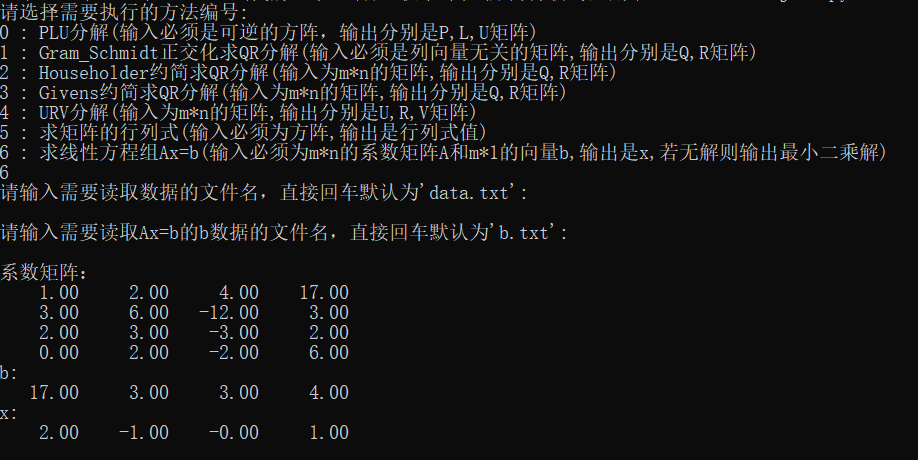 请选择需要执行的方法编号:
0 : PLU分解(输入必须是可逆的方阵，输出分别是P,L,U矩阵)
1 : Gram_Schmidt正交化求QR分解(输入必须是列向量无关的矩阵,输出分别是Q,R矩阵)
2 : Householder约简求QR分解(输入为m*n的矩阵,输出分别是Q,R矩阵)
3 : Givens约简求QR分解(输入为m*n的矩阵,输出分别是Q,R矩阵)
4 : URV分解(输入为m*n的矩阵,输出分别是U,R,V矩阵)
5 : 求矩阵的行列式(输入必须为方阵,输出是行列式值)
6 : 求线性方程组Ax=b(输入必须为m*n的系数矩阵A和m*1的向量b,输出是x,若无解则输出最小二乘解)
6
请输入需要读取数据的文件名，直接回车默认为'data.txt':
请输入需要读取Ax=b的b数据的文件名，直接回车默认为'b.txt':
系数矩阵:
1.00 2.00 4.00 17.00
3.00 6.00 -12.00 3.00
2.00 3.00 -3.00 2.00
0.00 2.00 -2.00 6.00
b:
17.00 3.00 3.00 4.00
x:
2.00 -1.00 -0.00 1.00